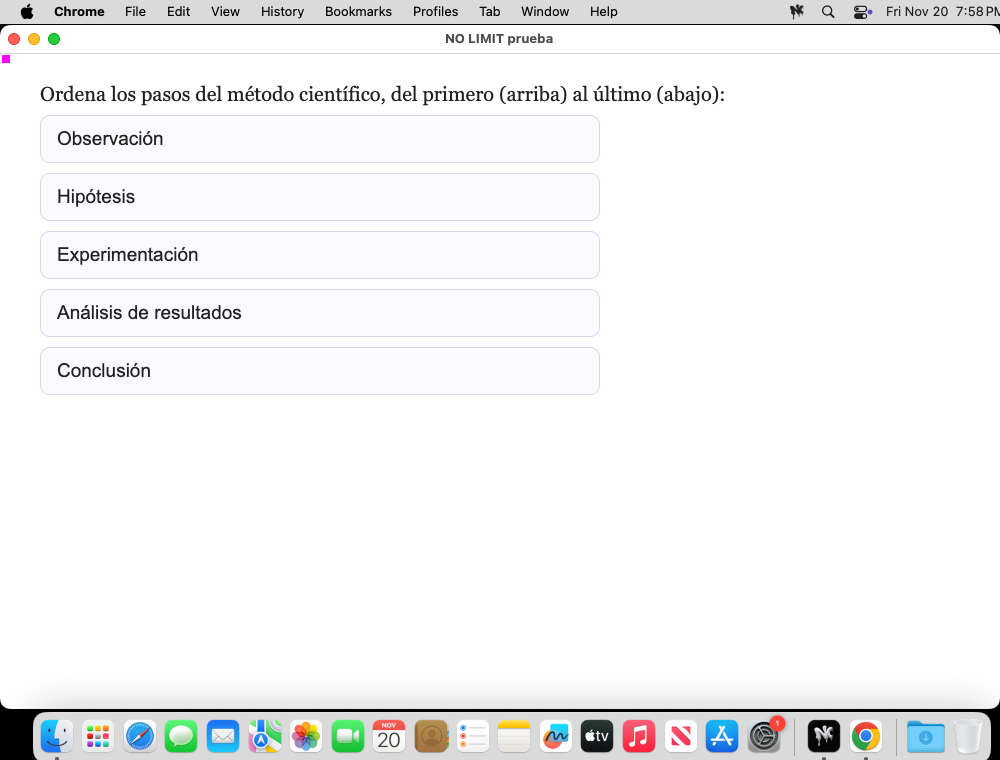 Chrome File Edit View History Bookmarks Profiles Tab Window Help Fri Nov 20 7:58 PM
NO LIMIT prueba
Ordena los pasos del método científico, del primero (arriba) al último (abajo):
Observación
Hipótesis
Experimentación
Análisis de resultados
Conclusión
NOV
20
tv
1